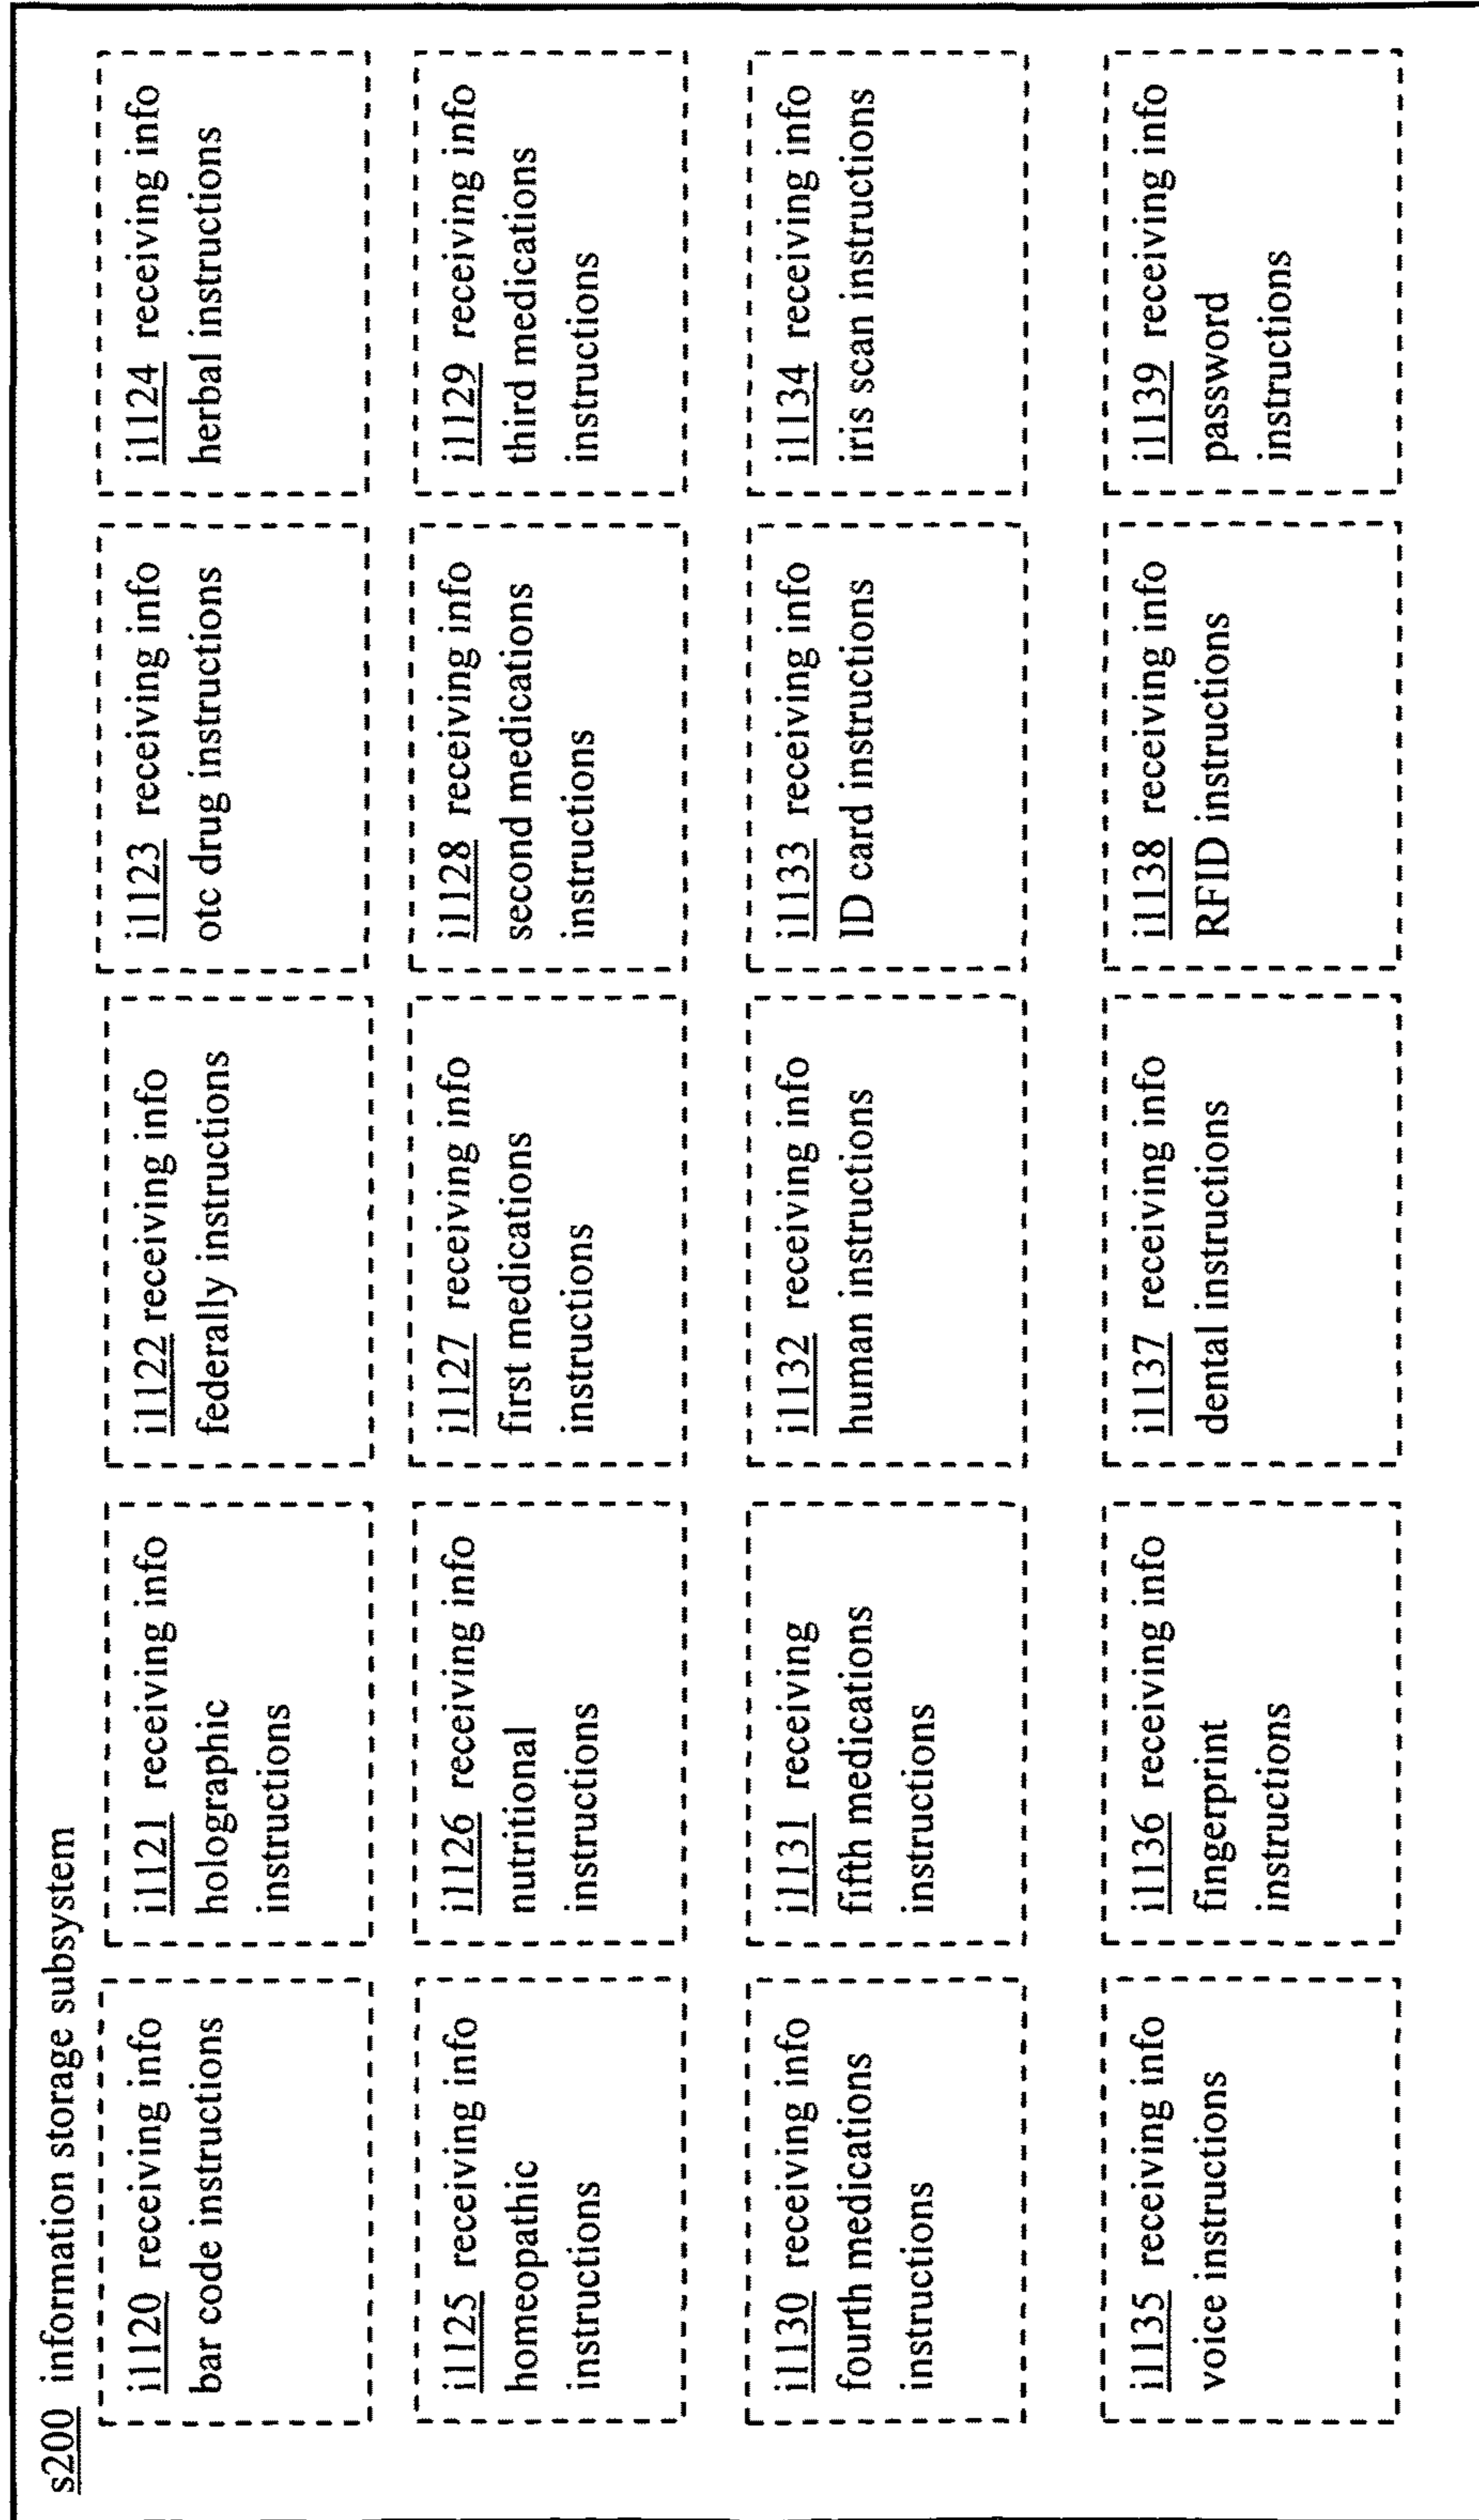 s200 information storage subsystem
i1120 receiving info
bar code instructions
i1121 receiving info
holographic
instructions
i1122 receiving info
federally instructions
i1123 receiving info
otc drug instructions
i1124 receiving info
herbal instructions
i1125 receiving info
homeopathic
instructions
i1126 receiving info
nutritional
instructions
i1127 receiving info
first medications
instructions
i1128 receiving info
second medications
instructions
i1129 receiving info
third medications
instructions
i1130 receiving info
fourth medications
instructions
i1131 receiving
fifth medications
instructions
i1132 receiving info
human instructions
i1133 receiving info
ID card instructions
i1134 receiving info
iris scan instructions
i1135 receiving info
voice instructions
i1136 receiving info
fingerprint
instructions
i1137 receiving info
dental instructions
i1138 receiving info
RFID instructions
i1139 receiving info
password
instructions